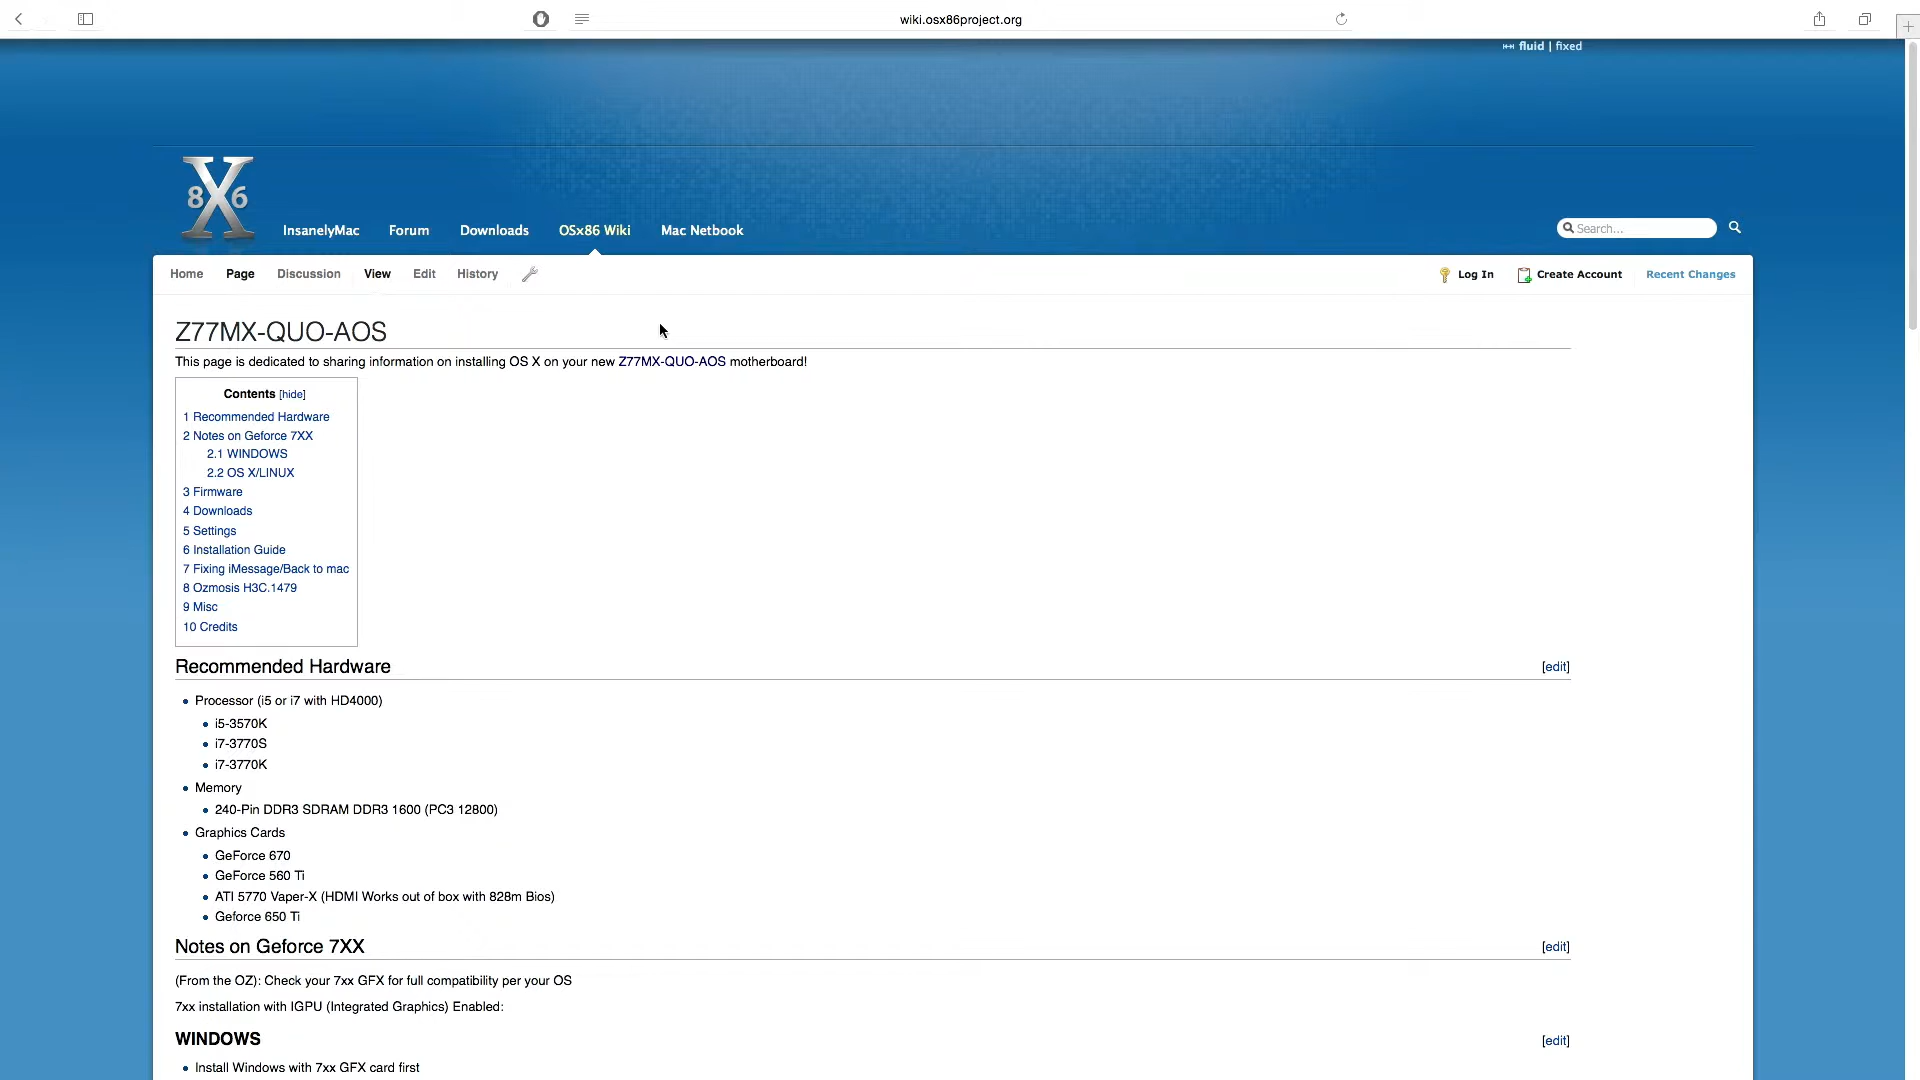 wiki.osx86project.org
fluid | fixed
8X6
InsanelyMac Forum Downloads OSx86 Wiki Mac Netbook
Search...
Home Page Discussion View Edit History
Log In Create Account Recent Changes
Z77MX-QUO-AOS
This page is dedicated to sharing information on installing OS X on your new Z77MX-QUO-AOS motherboard!
Contents [hide]
1 Recommended Hardware
2 Notes on Geforce 7XX
2.1 WINDOWS
2.2 OS X/LINUX
3 Firmware
4 Downloads
5 Settings
6 Installation Guide
7 Fixing iMessage/Back to mac
8 Ozmosis H3C.1479
9 Misc
10 Credits
Recommended Hardware [edit]
Processor (i5 or i7 with HD4000)
i5-3570K
i7-3770S
i7-3770K
Memory
240-Pin DDR3 SDRAM DDR3 1600 (PC3 12800)
Graphics Cards
GeForce 670
GeForce 560 Ti
ATI 5770 Vaper-X (HDMI Works out of box with 828m Bios)
Geforce 650 Ti
Notes on Geforce 7XX [edit]
(From the OZ): Check your 7xx GFX for full compatibility per your OS
7xx installation with IGPU (Integrated Graphics) Enabled:
WINDOWS [edit]
Install Windows with 7xx GFX card first